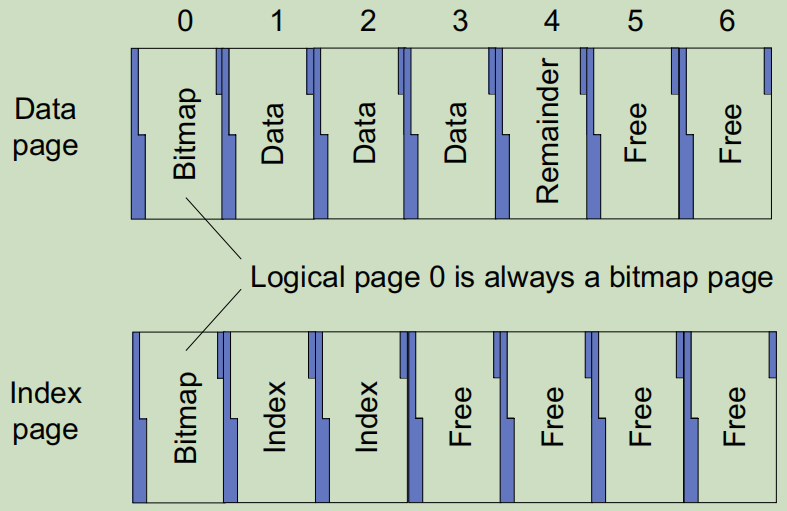 0 1 2 3 4 5 6
Data
page
Bitmap
Data
Data
Data
Remainder
Free
Free
Logical page 0 is always a bitmap page
Index
page
Bitmap
Index
Index
Free
Free
Free
Free